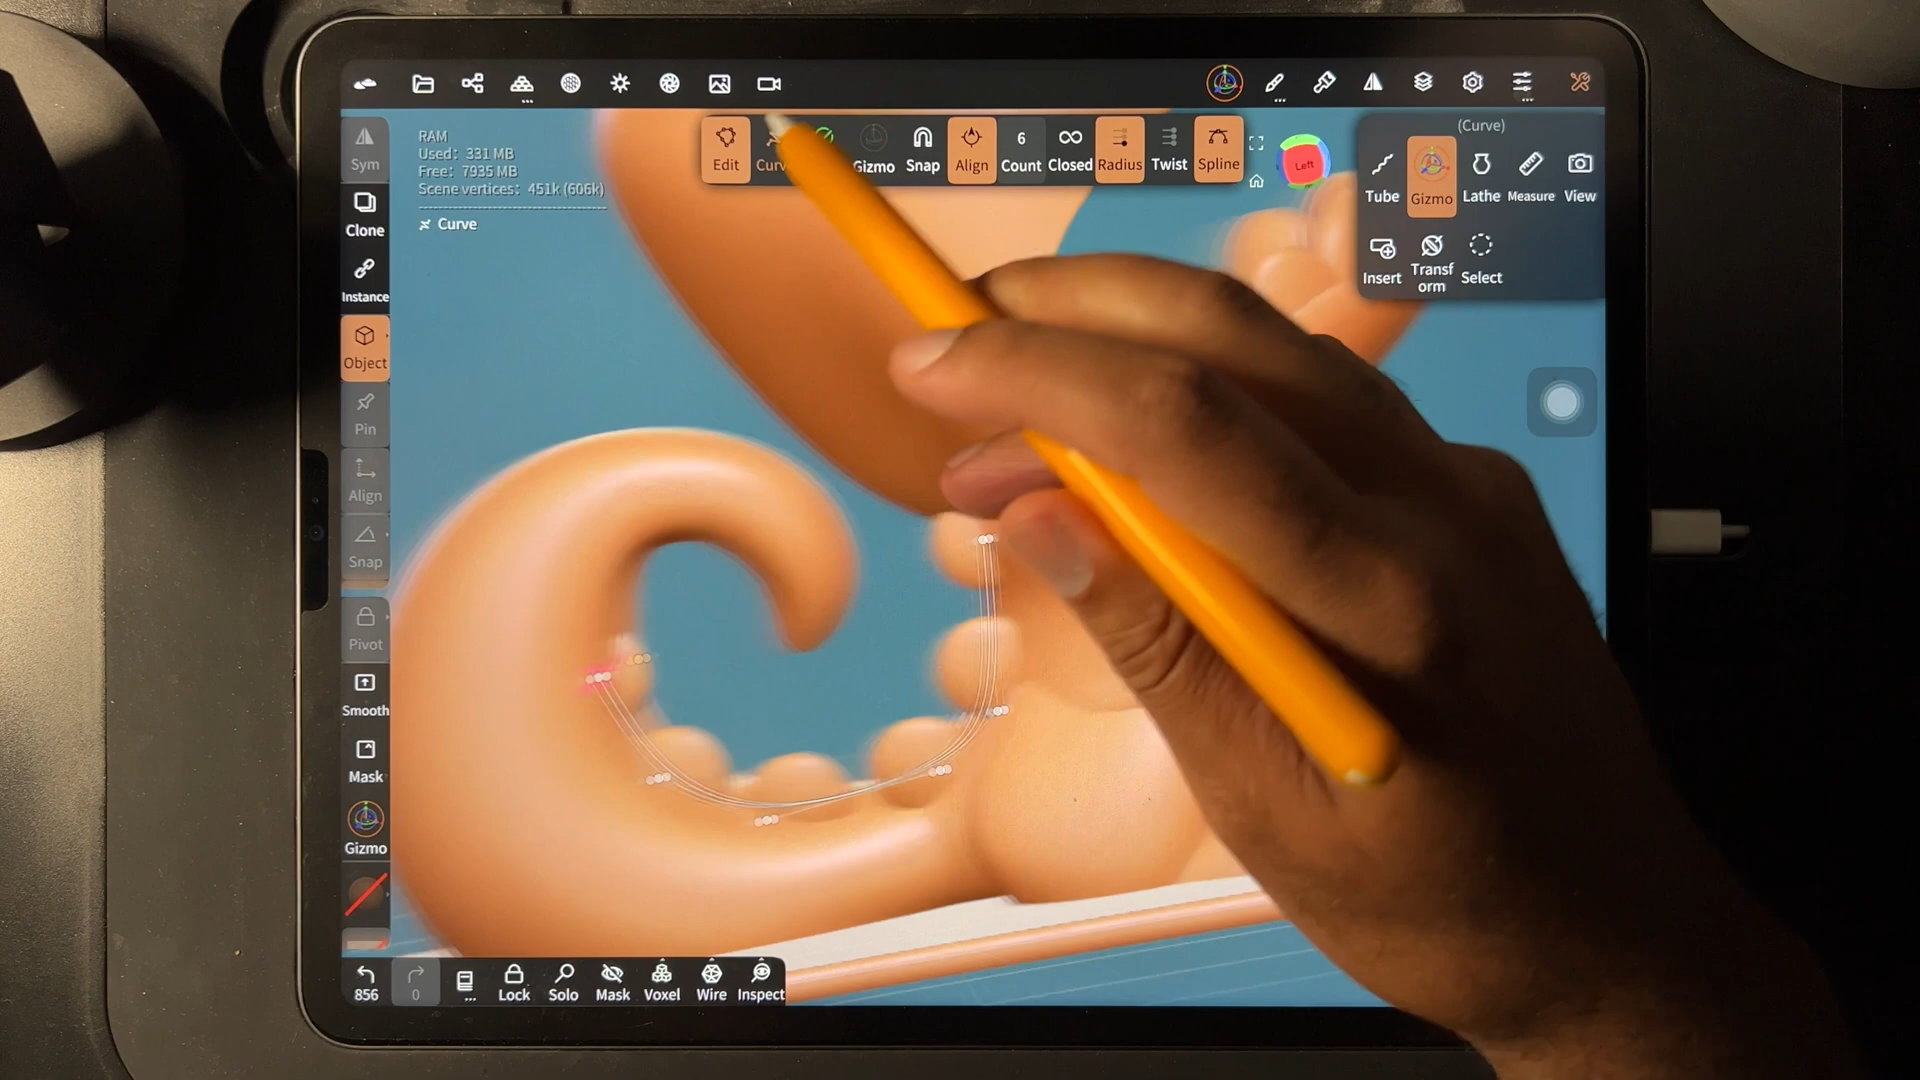 RAM
Used: 331 MB
Free: 7935 MB
Scene vertices: 451k (606k)
Curve
Sym
Clone
Instance
Object
Pin
Align
Snap
Pivot
Smooth
Mask
Gizmo
Edit
Gizmo
Snap
Align
6
Count
Closed
Radius
Twist
Spline
Left
(Curve)
Tube
Gizmo
Lathe
Measure
View
Insert
Transf
orm
Select
856
0
Lock
Solo
Mask
Voxel
Wire
Inspect